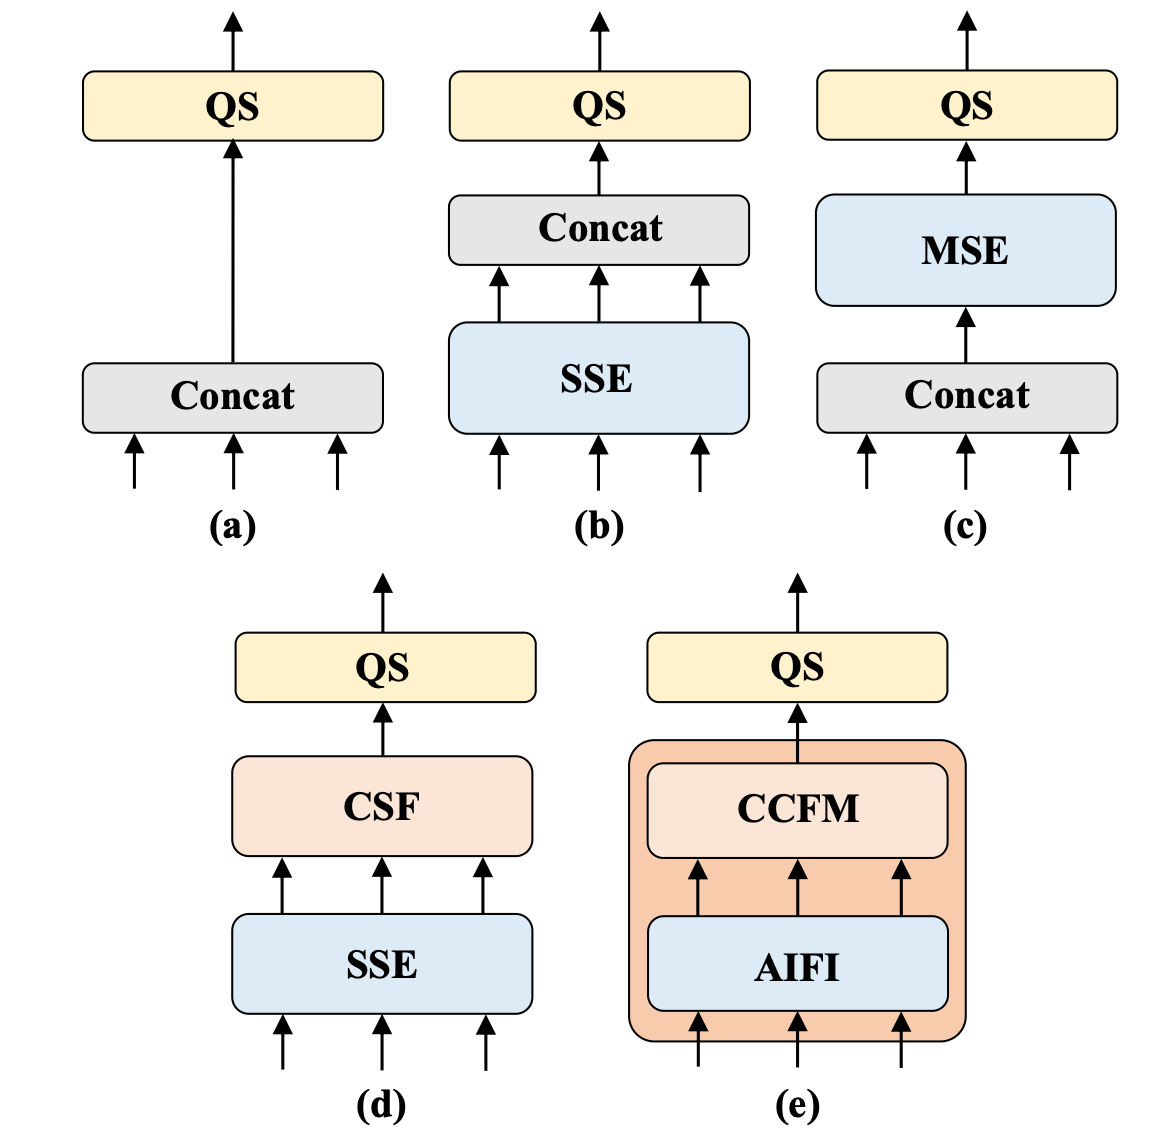 QS
QS
QS
Concat
MSE
SSE
Concat
Concat
(a)
(b)
(c)
QS
QS
CSF
CCFM
SSE
AIFI
(d)
(e)